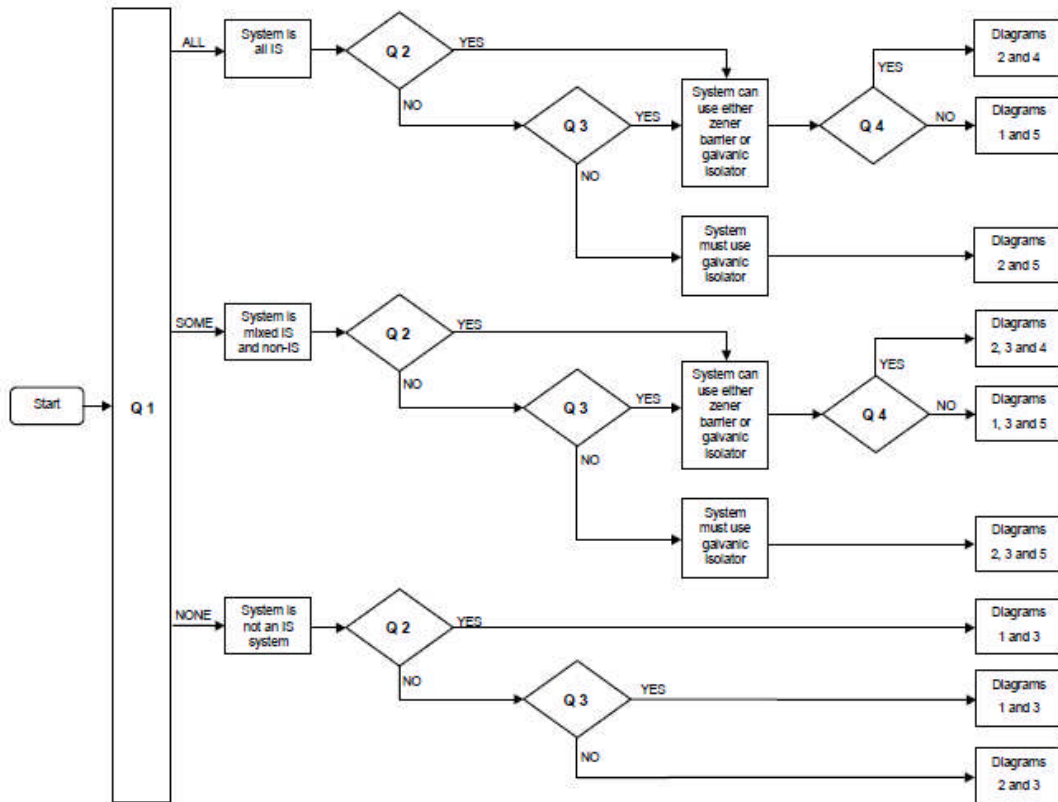 Start
Q 1
ALL
System is
all IS
Q 2
YES
NO
Q 3
YES
NO
System can
use either
zener
barrier or
galvanic
isolator
Q 4
YES
NO
Diagrams
2 and 4
Diagrams
1 and 5
System
must use
galvanic
isolator
Diagrams
2 and 5
SOME
System is
mixed IS
and non-IS
Q 2
YES
NO
Q 3
YES
NO
System can
use either
zener
barrier or
galvanic
isolator
Q 4
YES
NO
Diagrams
2, 3 and 4
Diagrams
1, 3 and 5
System
must use
galvanic
isolator
Diagrams
2, 3 and 5
NONE
System is
not an IS
system
Q 2
YES
NO
Diagrams
1 and 3
Q 3
YES
NO
Diagrams
1 and 3
Diagrams
2 and 3